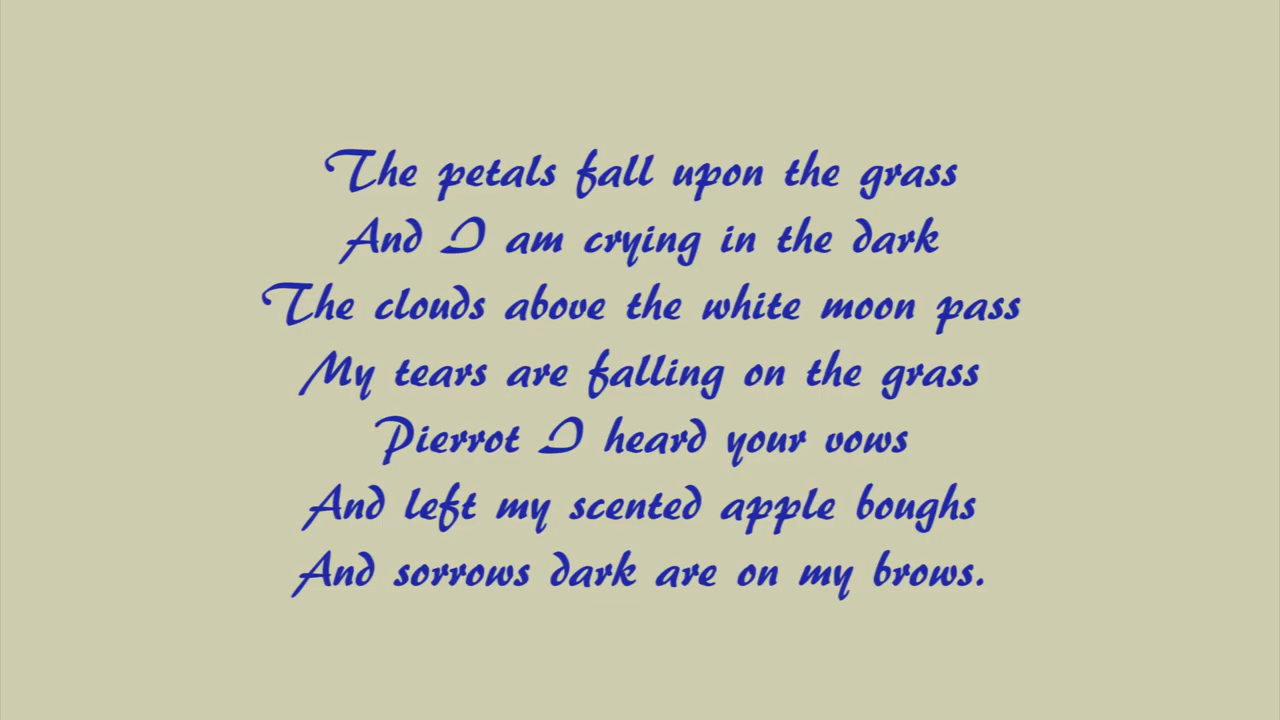 The petals fall upon the grass
And I am crying in the dark
The clouds above the white moon pass
My tears are falling on the grass
Pierrot I heard your vows
And left my scented apple boughs
And sorrows dark are on my brows.